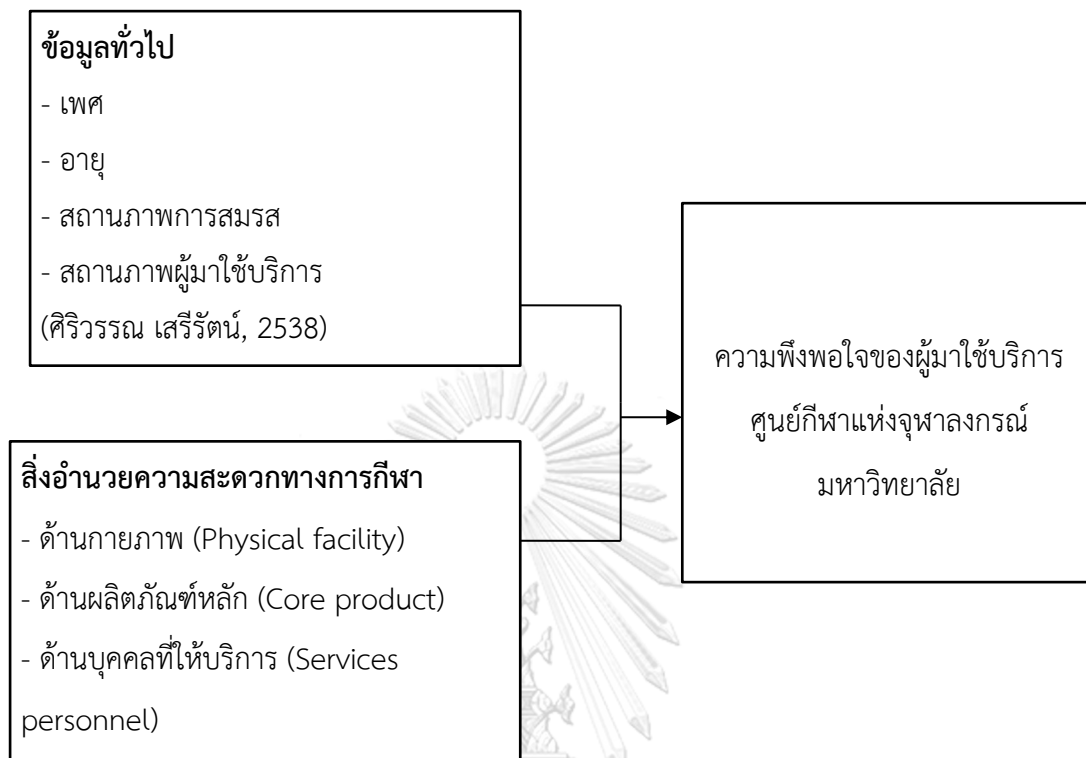 ข้อมูลทั่วไป
- เพศ
- อายุ
- สถานภาพการสมรส
- สถานภาพผู้มาใช้บริการ
(ศิริวรรณ เสรีรัตน์, 2538)
สิ่งอำนวยความสะดวกทางการกีฬา
- ด้านกายภาพ (Physical facility)
- ด้านผลิตภัณฑ์หลัก (Core product)
- ด้านบุคคลที่ให้บริการ (Services
personnel)
ความพึงพอใจของผู้มาใช้บริการ
ศูนย์กีฬาแห่งจุฬาลงกรณ์
มหาวิทยาลัย